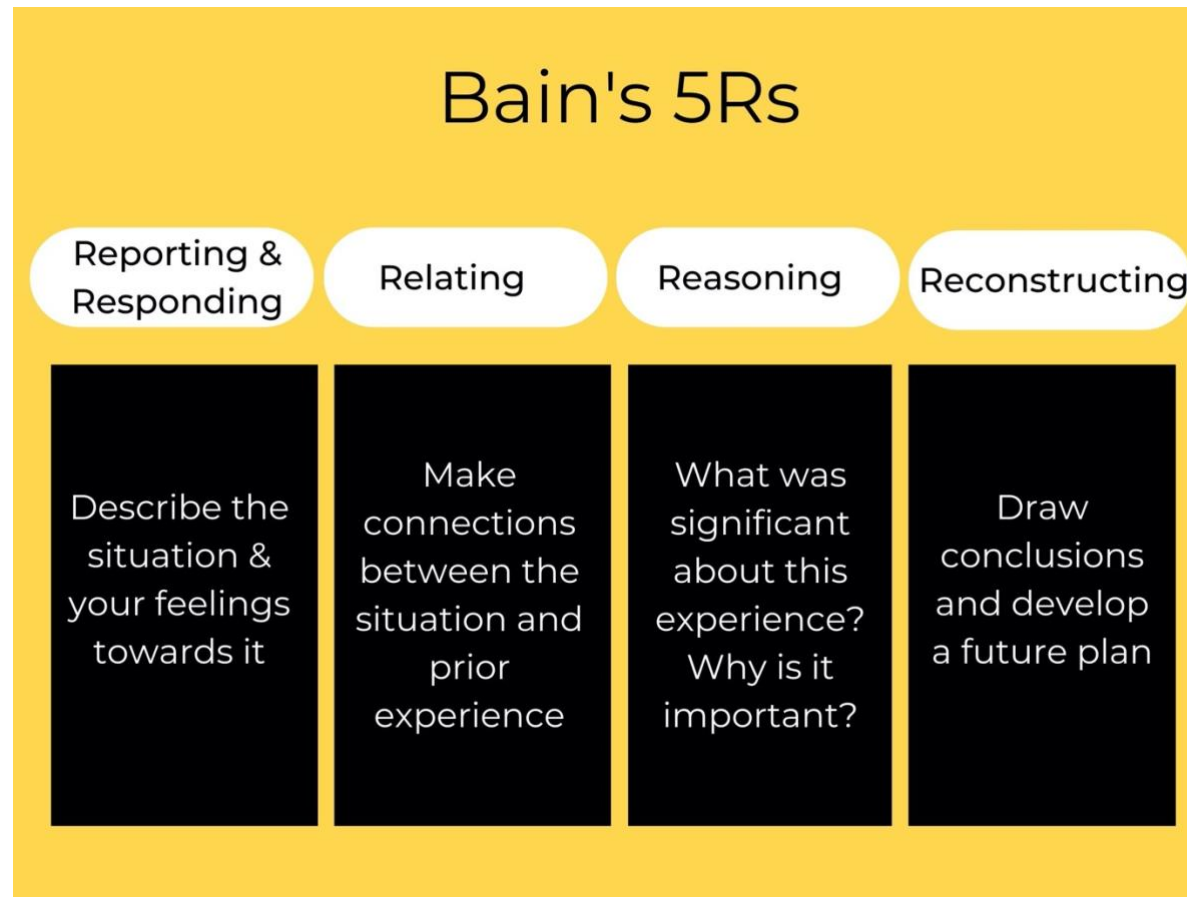 Bain's 5Rs
Reporting &
Responding
Relating
Reasoning
Reconstructing
Describe the
situation &
your feelings
towards it
Make
connections
between the
situation and
prior
experience
What was
significant
about this
experience?
Why is it
important?
Draw
conclusions
and develop
a future plan